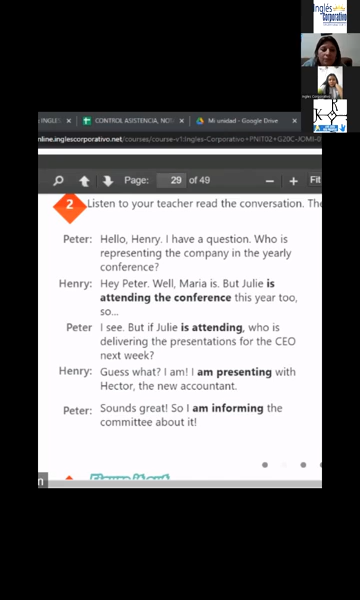 Inglés
Corporativo
Inglés Corporativo
INGLE
CONTROL ASISTENCIA, NOT
Mi unidad - Google Drive
nline.inglescorporativo.net/courses/course-v1:Ingles-Corporativo+
Page: 29 of 49
Fit
2 Listen to your teacher read the conversation. The
Peter: Hello, Henry. I have a question. Who is
representing the company in the yearly
conference?
Henry: Hey Peter. Well, Maria is. But Julie is
attending the conference this year too,
so...
Peter I see. But if Julie is attending, who is
delivering the presentations for the CEO
next week?
Henry: Guess what? I am! I am presenting with
Hector, the new accountant.
Peter: Sounds great! So I am informing the
committee about it!